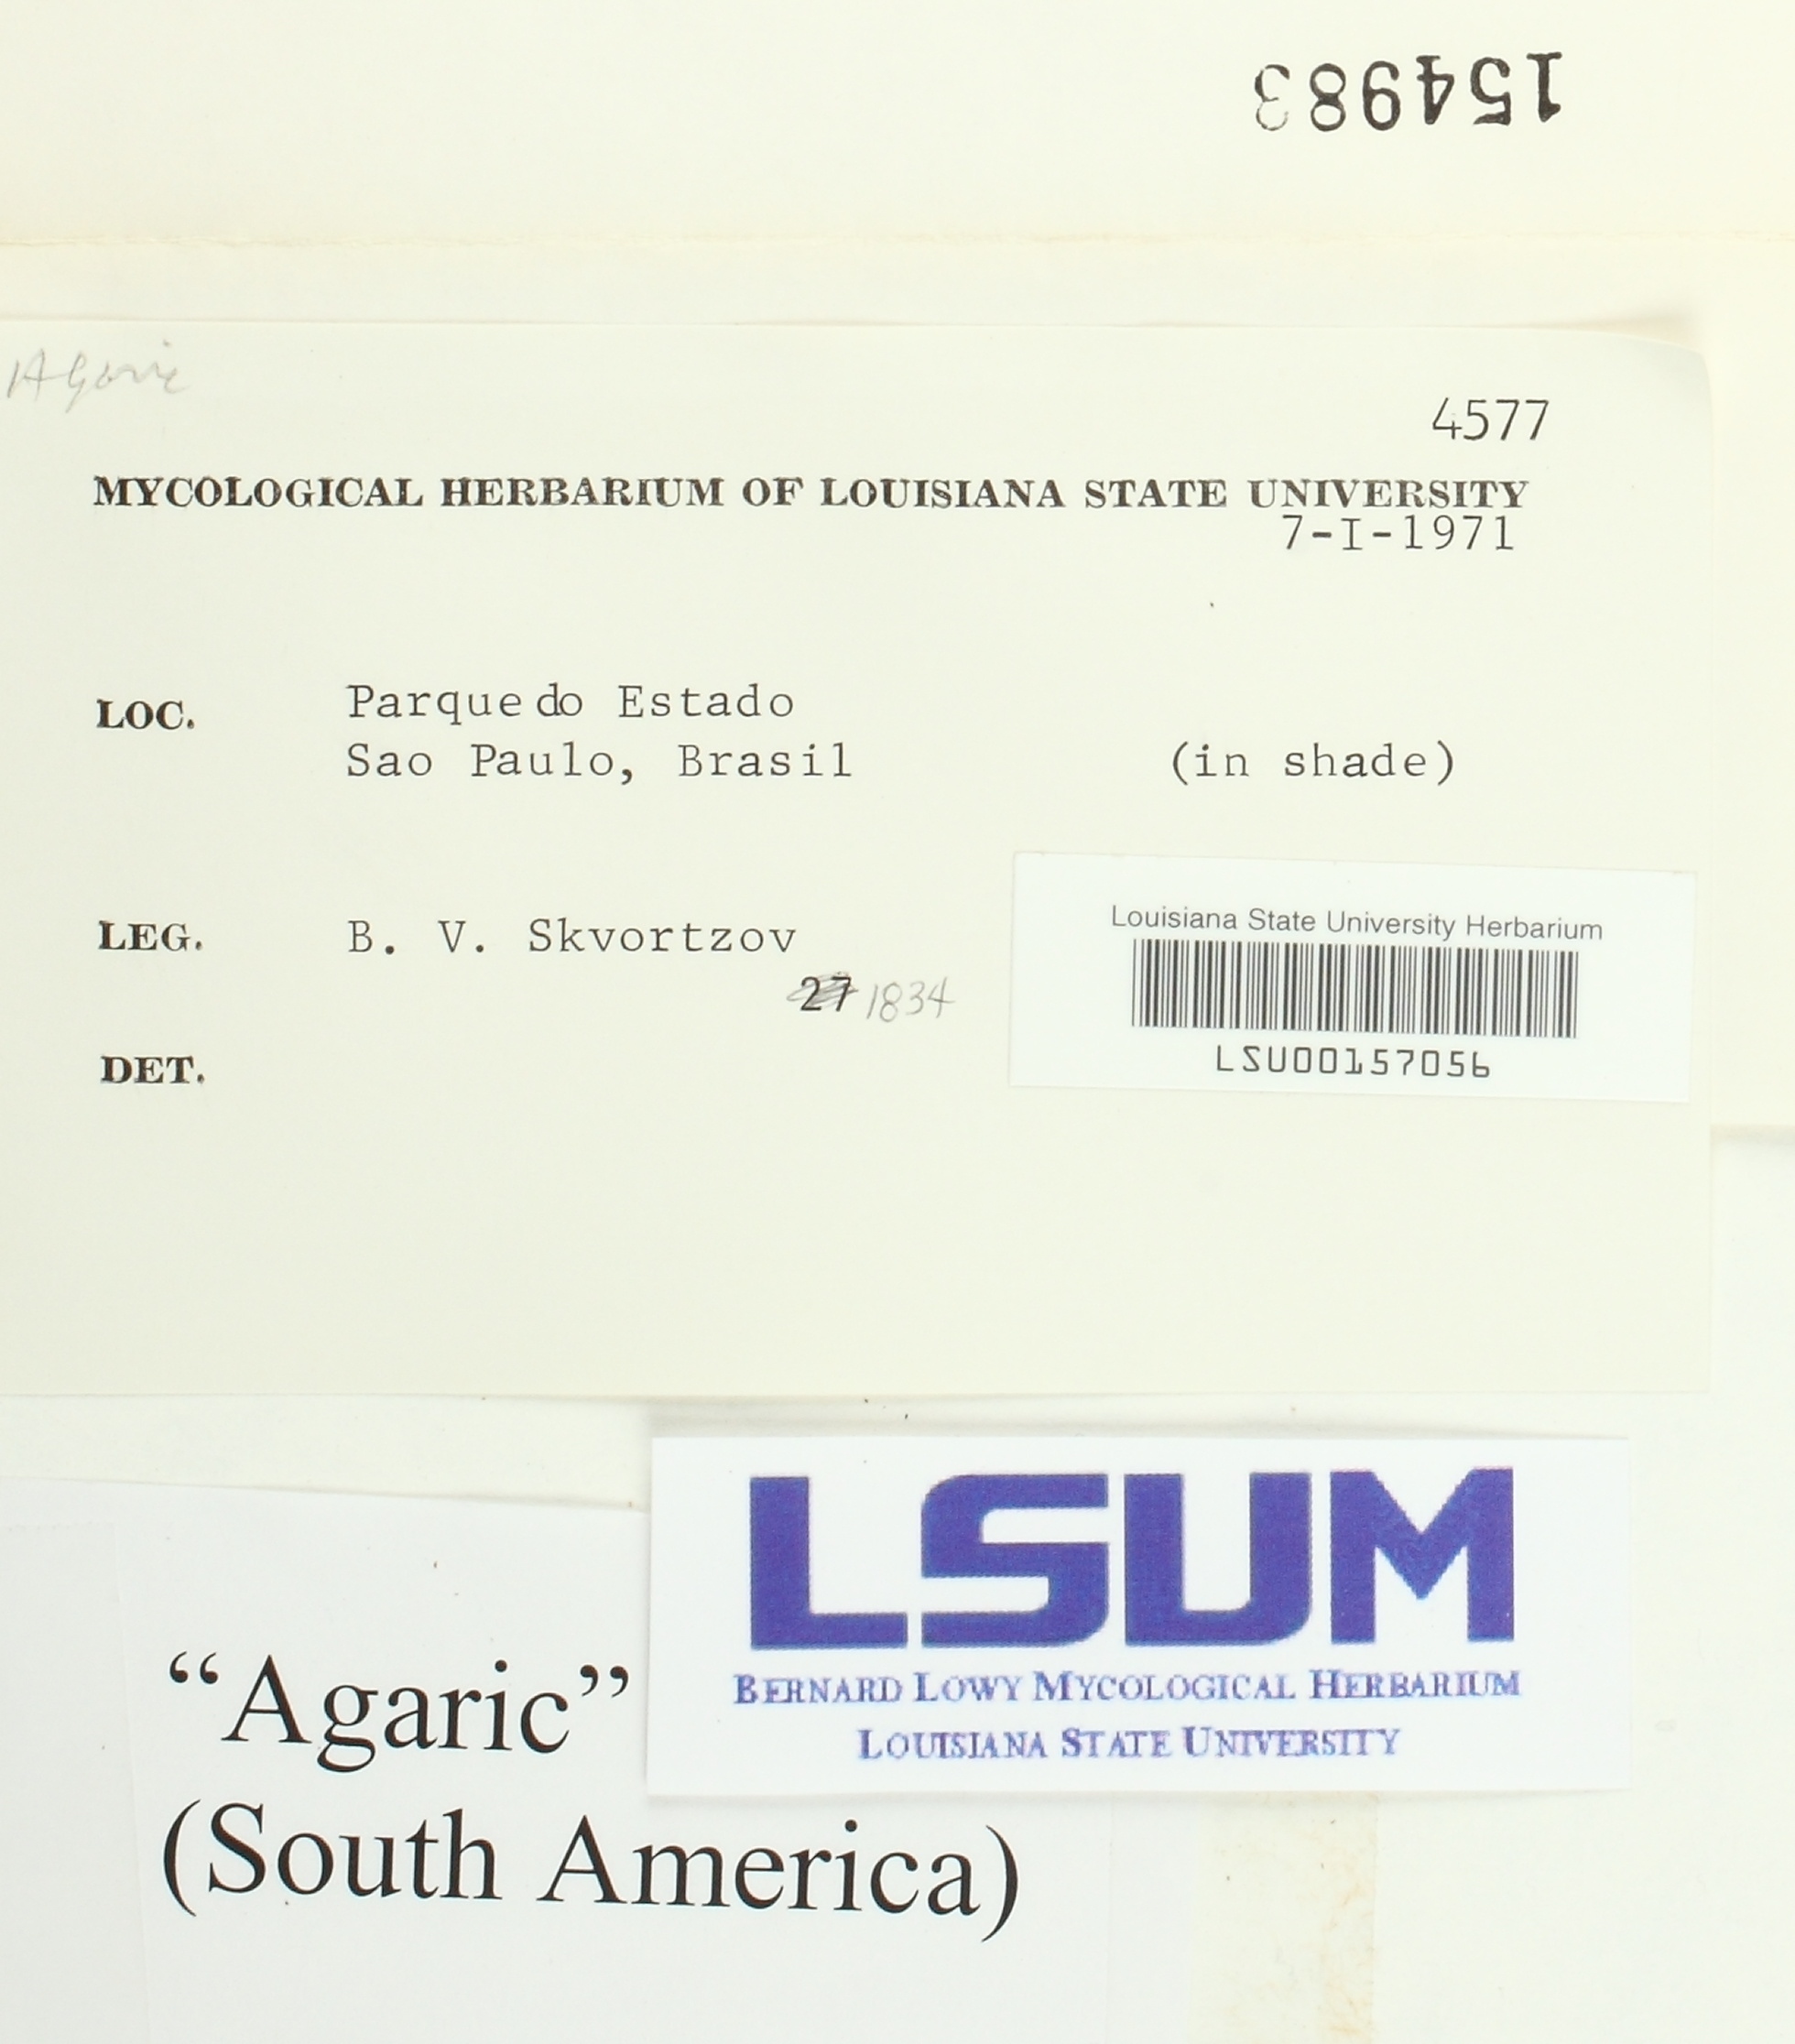 154983
Agaric
4577
MYCOLOGICAL HERBARIUM OF LOUISIANA STATE UNIVERSITY
7-I-1971
LOC. Parque do Estado
Sao Paulo, Brasil (in shade)
LEG. B. V. Skvortzov
27 1834
DET.
Louisiana State University Herbarium
LSU00157056
LSUM
BERNARD LOWY MYCOLOGICAL HERBARIUM
LOUISIANA STATE UNIVERSITY
“Agaric”
(South America)